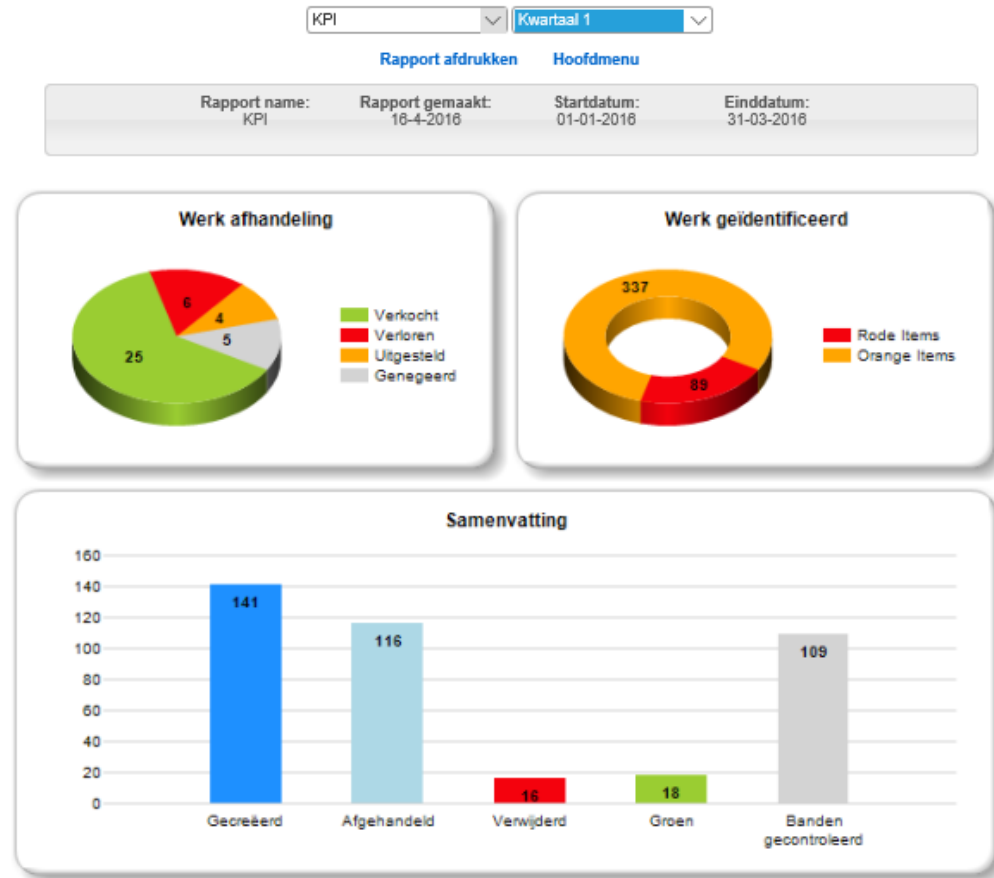 KPI Kwartaal 1
Rapport afdrukken Hoofdmenu
Rapport name: Rapport gemaakt: Startdatum: Einddatum:
KPI 16-4-2016 01-01-2016 31-03-2016
Werk afhandeling
6
4
5
25
Verkocht
Verloren
Uitgesteld
Genegeerd
Werk geïdentificeerd
337
89
Rode Items
Orange Items
Samenvatting
160
140
120
100
80
60
40
20
0
141
116
16
18
109
Gecreëerd Afgehandeld Verwijderd Groen Banden
gecontroleerd